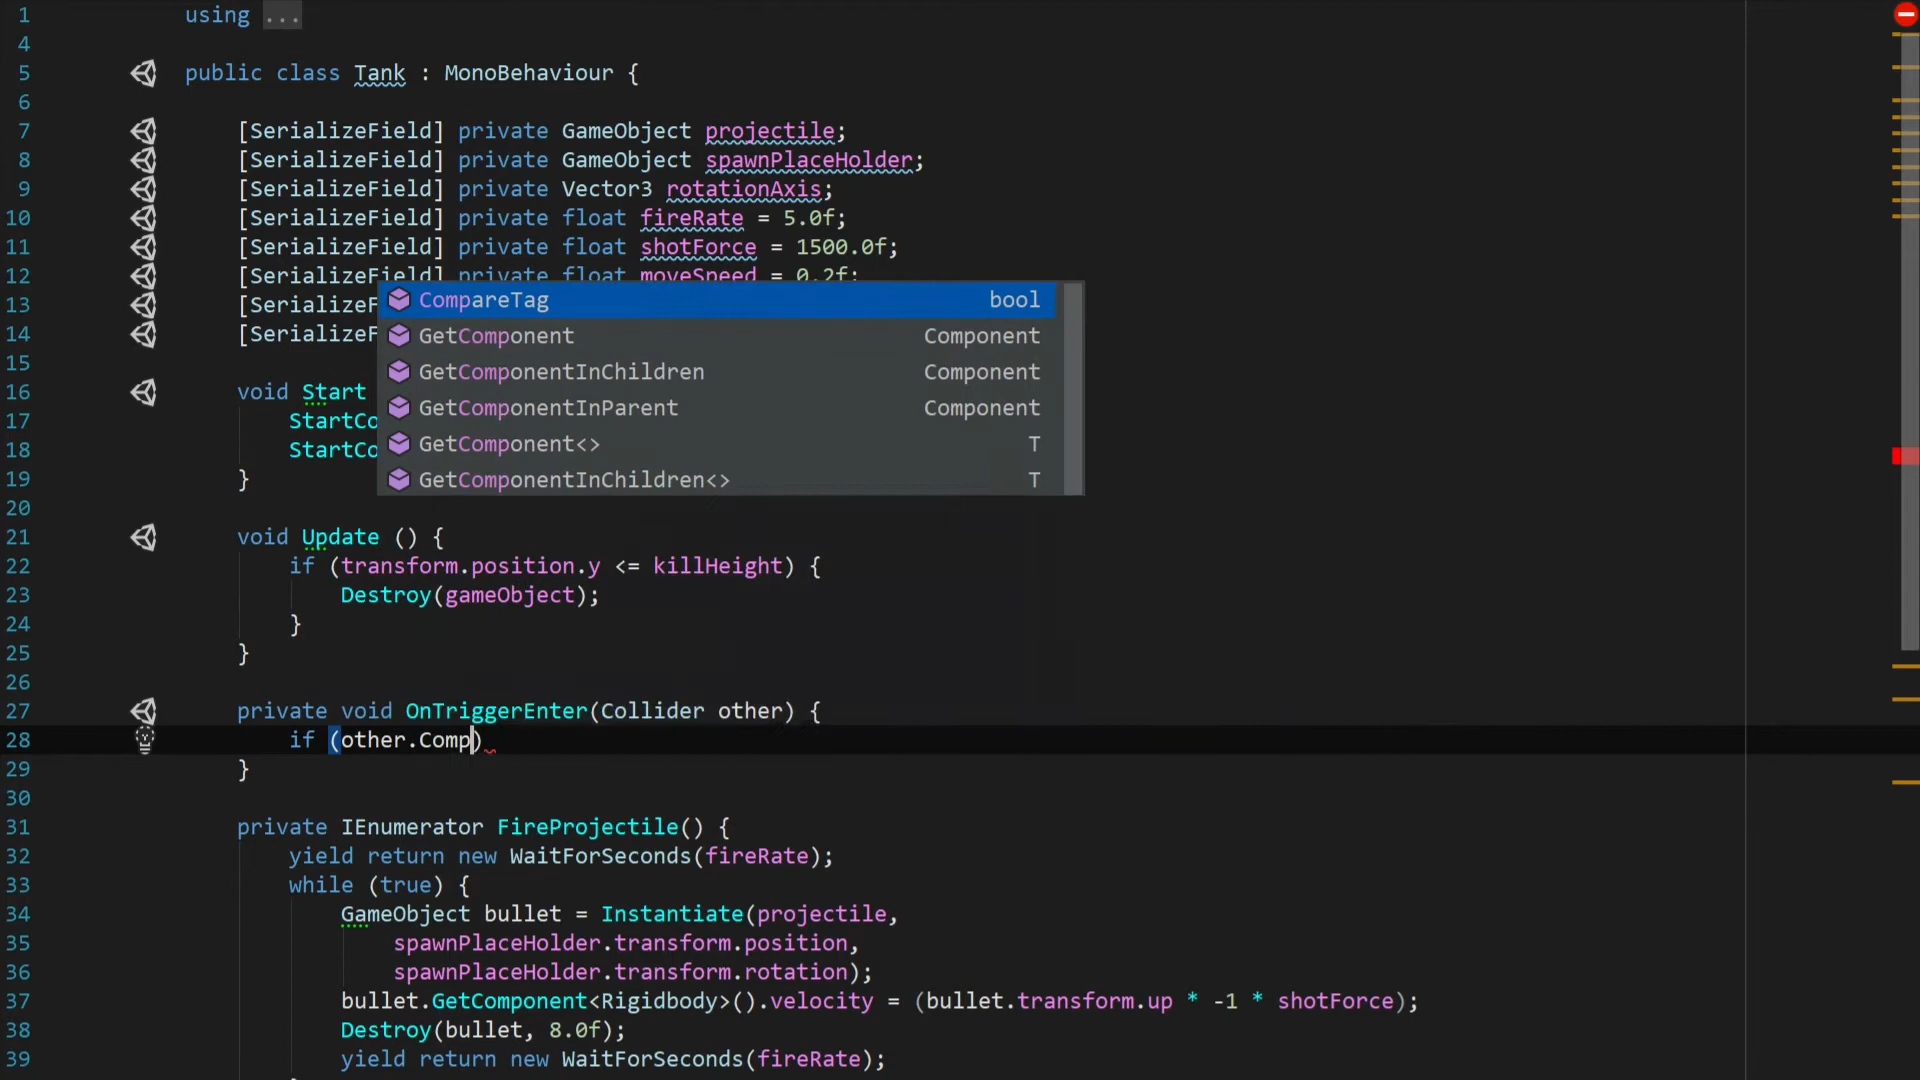 1 using ...
4
5 public class Tank : MonoBehaviour {
6
7 [SerializeField] private GameObject projectile;
8 [SerializeField] private GameObject spawnPlaceHolder;
9 [SerializeField] private Vector3 rotationAxis;
10 [SerializeField] private float fireRate = 5.0f;
11 [SerializeField] private float shotForce = 1500.0f;
12 [SerializeField] private float moveSpeed = 0.2f;
13 [SerializeF
CompareTag bool
14 [SerializeF
GetComponent Component
15
GetComponentInChildren Component
16 void Start
GetComponentInParent Component
17 StartCo
GetComponent<> T
18 StartCo
GetComponentInChildren<> T
19 }
20
21 void Update () {
22 if (transform.position.y <= killHeight) {
23 Destroy(gameObject);
24 }
25 }
26
27 private void OnTriggerEnter(Collider other) {
28 if (other.Comp)
29 }
30
31 private IEnumerator FireProjectile() {
32 yield return new WaitForSeconds(fireRate);
33 while (true) {
34 GameObject bullet = Instantiate(projectile,
35 spawnPlaceHolder.transform.position,
36 spawnPlaceHolder.transform.rotation);
37 bullet.GetComponent<Rigidbody>().velocity = (bullet.transform.up * -1 * shotForce);
38 Destroy(bullet, 8.0f);
39 yield return new WaitForSeconds(fireRate);